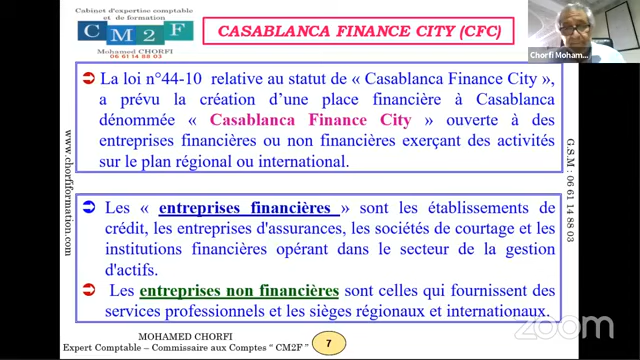 Cabinet d'expertise comptable
et de formation
CM2F
Mohamed CHORFI
06 61 14 88 03
CASABLANCA FINANCE CITY (CFC)
Chorfi Moham...
La loi n°44-10 relative au statut de « Casablanca Finance City »,
a prévu la création d'une place financière à Casablanca
dénommée « Casablanca Finance City » ouverte à des
entreprises financières ou non financières exerçant des activités
sur le plan régional ou international.
www.chorfiformation.com
G.S.M : 06 61 14 88 03
Les « entreprises financières » sont les établissements de
crédit, les entreprises d'assurances, les sociétés de courtage et les
institutions financières opérant dans le secteur de la gestion
d'actifs.
Les entreprises non financières sont celles qui fournissent des
services professionnels et les sièges régionaux et internationaux.
MOHAMED CHORFI
Expert Comptable – Commissaire aux Comptes " CM2F "
7
zoom